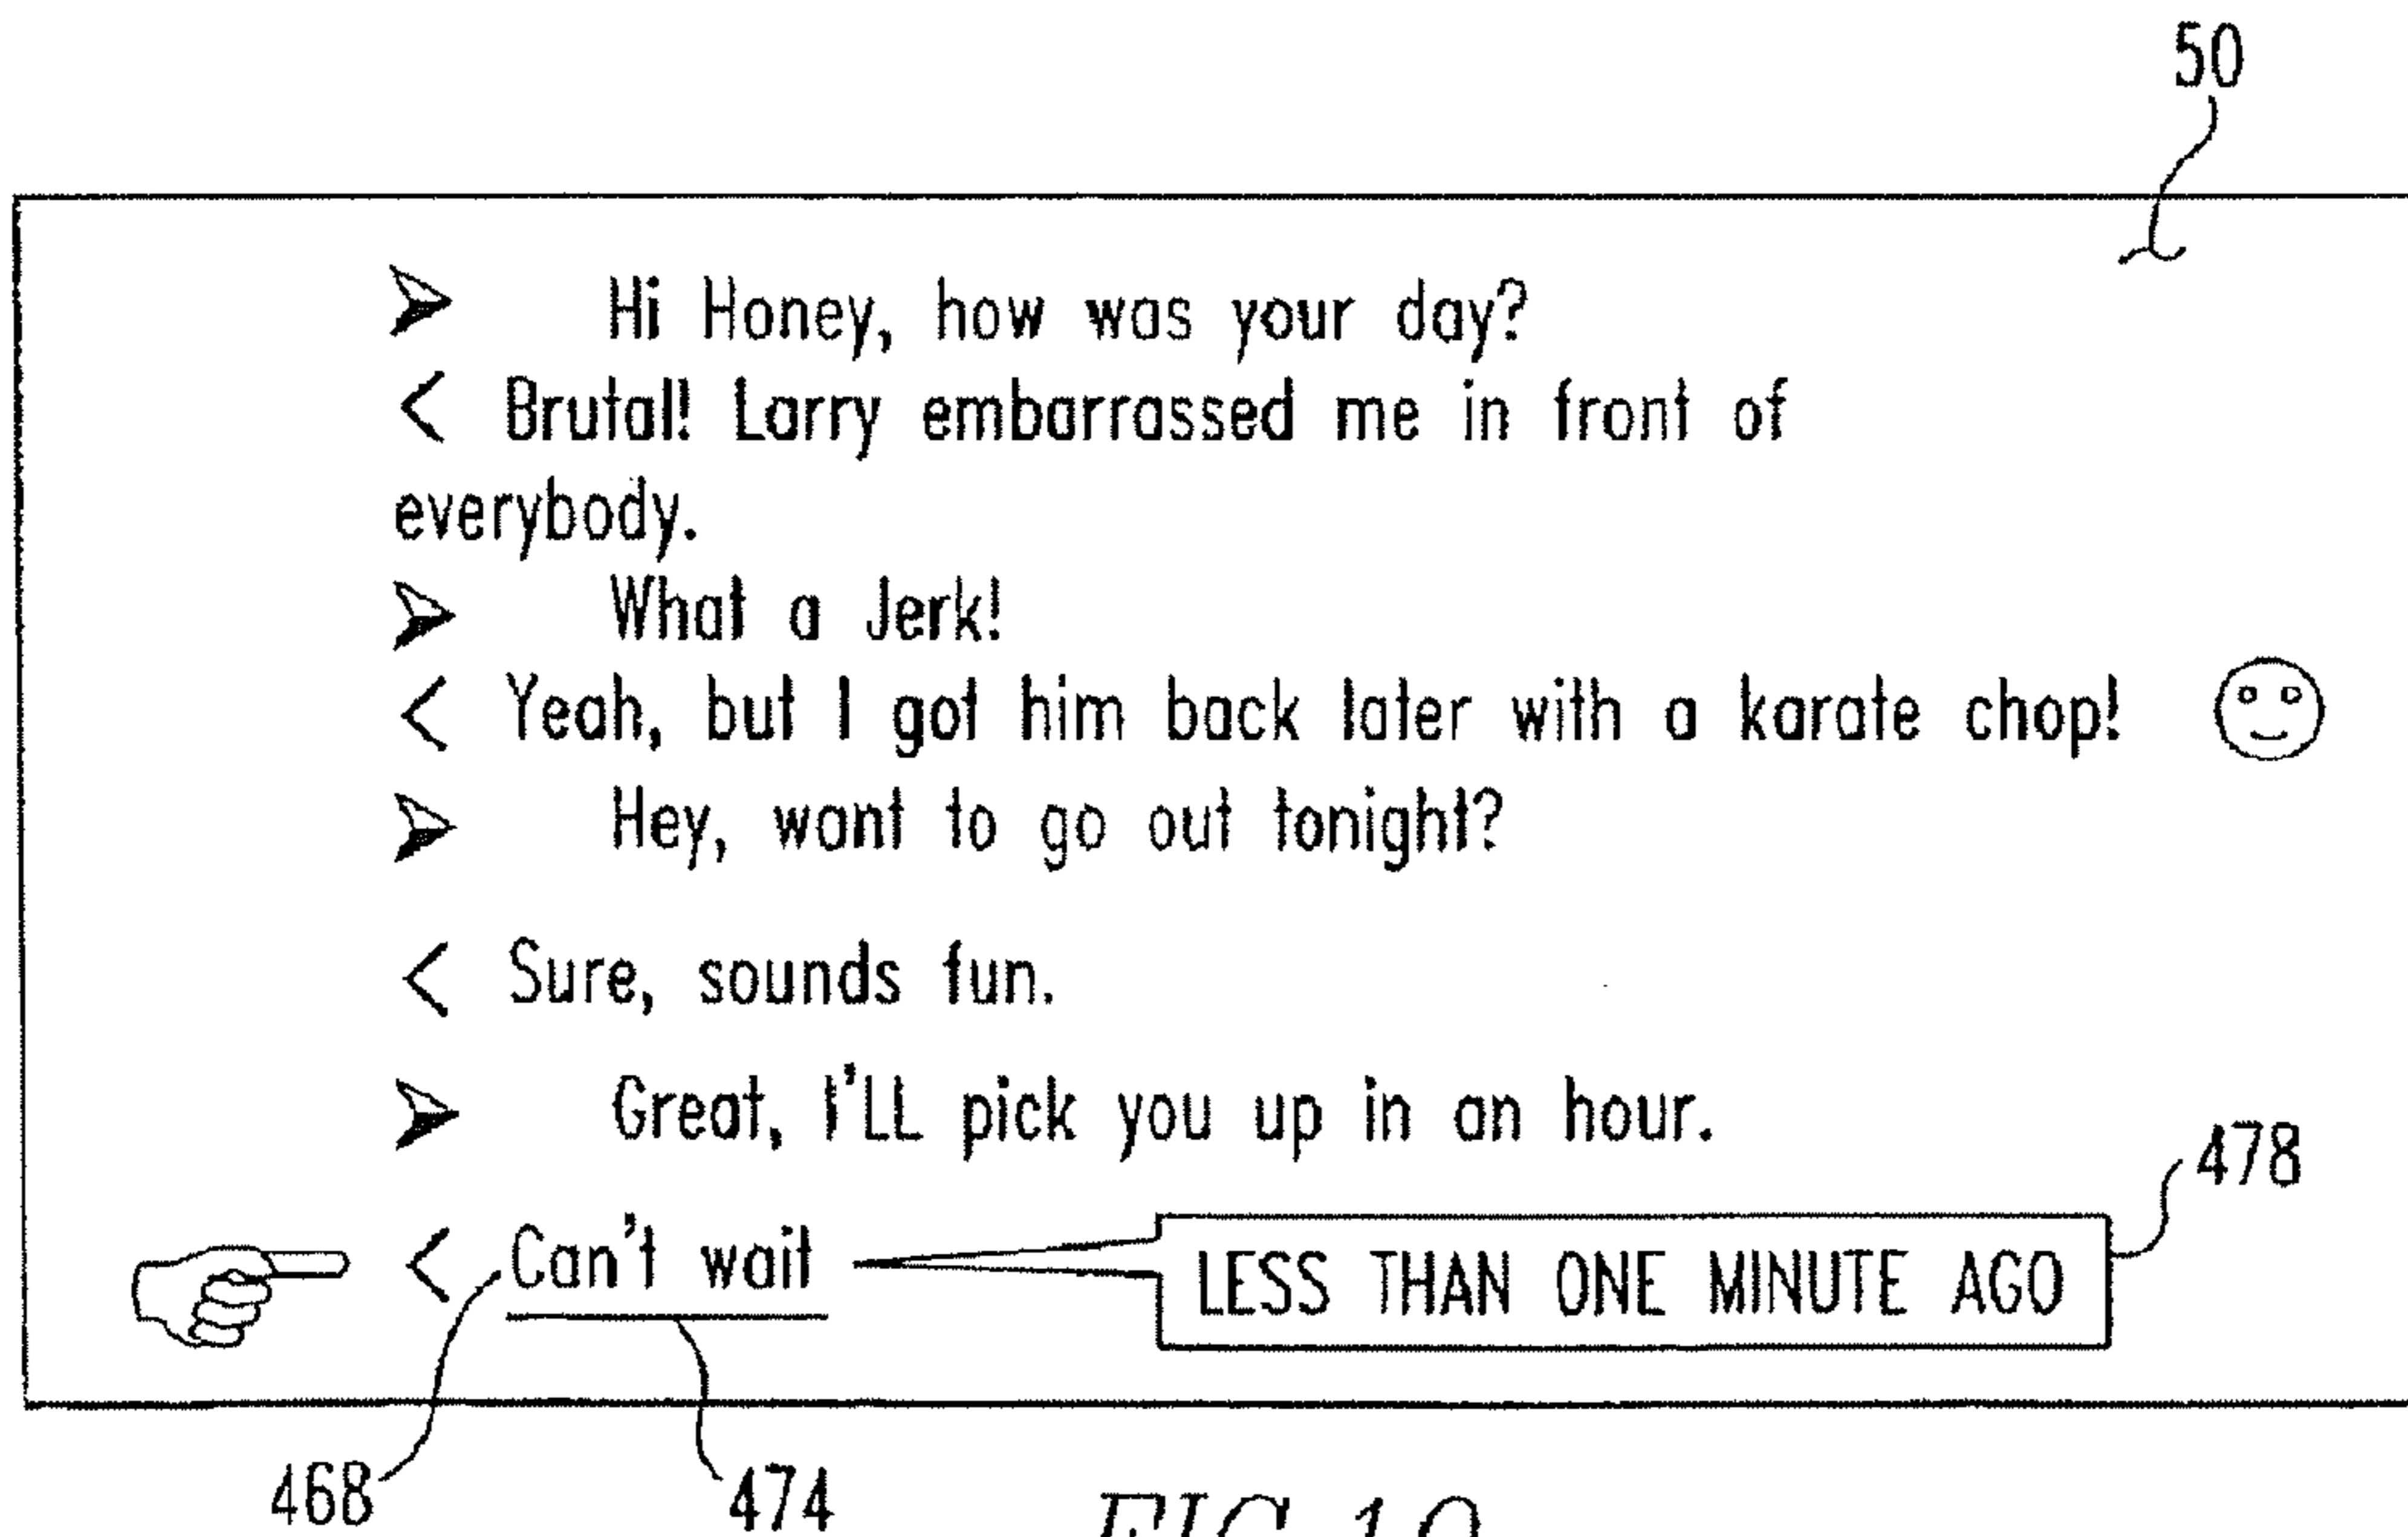 50
➢ Hi Honey, how was your day?
< Brutal! Larry embarrassed me in front of
everybody.
➢ What a Jerk!
< Yeah, but I got him back later with a karate chop!
➢ Hey, want to go out tonight?
< Sure, sounds fun.
➢ Great, I'LL pick you up in an hour.
478
< Can't wait LESS THAN ONE MINUTE AGO
468 474